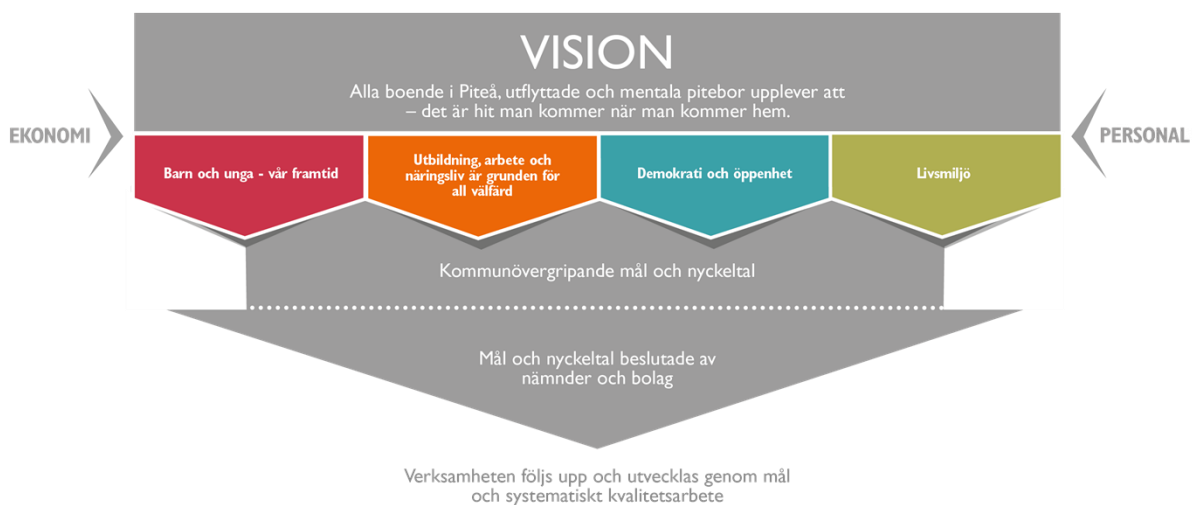 VISION
Alla boende i Piteå, utflyttade och mentala pitebor upplever att
– det är hit man kommer när man kommer hem.
EKONOMI
PERSONAL
Barn och unga - vår framtid
Utbildning, arbete och
näringsliv är grunden för
all välfärd
Demokrati och öppenhet
Livsmiljö
Kommunövergripande mål och nyckeltal
Mål och nyckeltal beslutade av
nämnder och bolag
Verksamheten följs upp och utvecklas genom mål
och systematiskt kvalitetsarbete